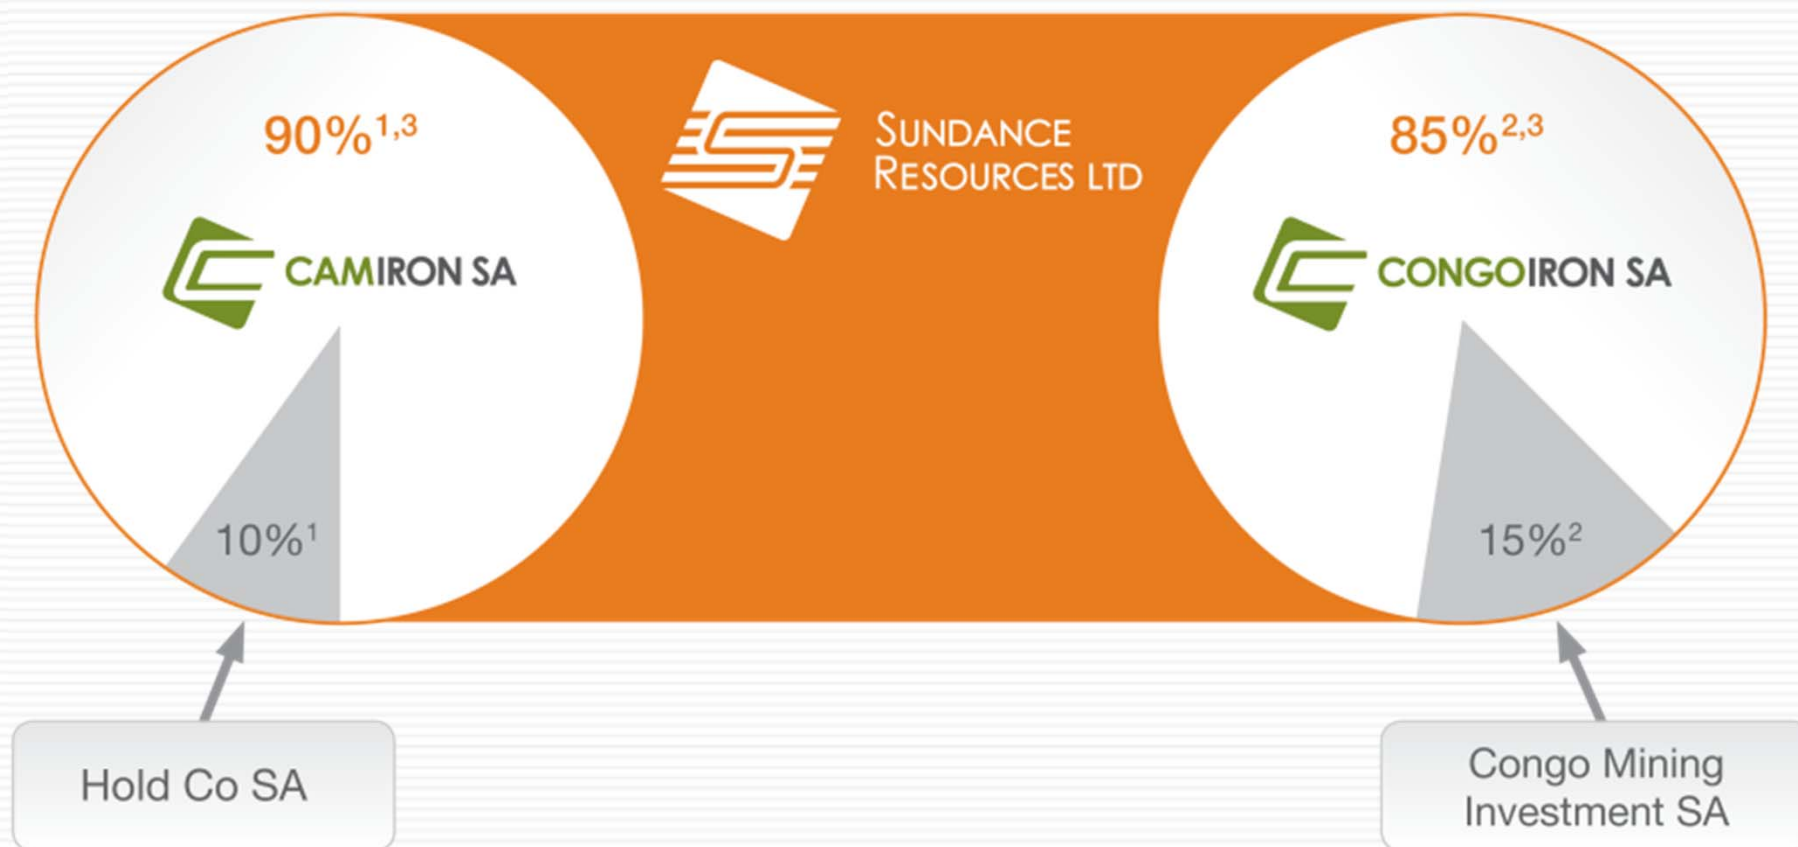 90%1,3
CAMIRON SA
10%1
Hold Co SA
SUNDANCE
RESOURCES LTD
85%2,3
CONGOIRON SA
15%2
Congo Mining
Investment SA